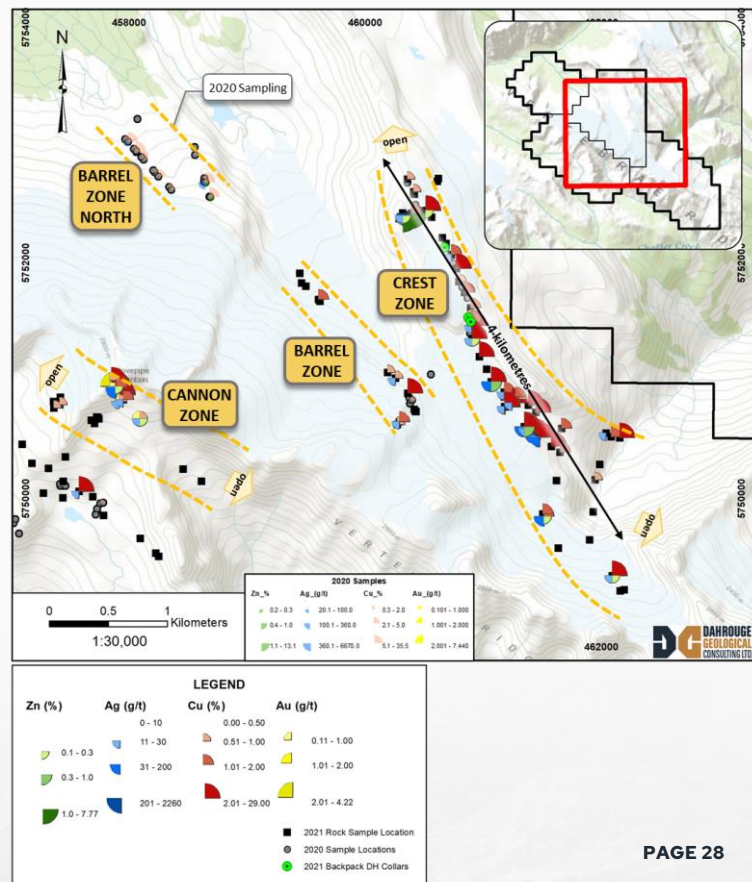 458000
460000
5754000
N
2020 Sampling
open
BARREL
ZONE
NORTH
5752000
5752000
CREST
ZONE
4 kilometres
BARREL
ZONE
open
CANNON
ZONE
open
5750000
5750000
open
VERTE
RIDG
2020 Samples
Zn_% Ag_(g/t) Cu_% Au_(g/t)
0.2 - 0.3 20.1 - 100.0 0.3 - 2.0 0.101 - 1.000
0.4 - 1.0 100.1 - 360.0 2.1 - 5.0 1.001 - 2.000
1.1 - 13.1 360.1 - 6670.0 5.1 - 35.5 2.001 - 7.440
0 0.5 1
Kilometers
1:30,000
462000
DG DAHROUGE
GEOLOGICAL
CONSULTING LTD.
LEGEND
Zn (%) Ag (g/t) Cu (%) Au (g/t)
0 - 10 0.00 - 0.50
0.1 - 0.3 11 - 30 0.51 - 1.00 0.11 - 1.00
0.3 - 1.0 31 - 200 1.01 - 2.00 1.01 - 2.00
1.0 - 7.77 201 - 2260 2.01 - 29.00 2.01 - 4.22
2021 Rock Sample Location
2020 Sample Locations
2021 Backpack DH Collars
PAGE 28